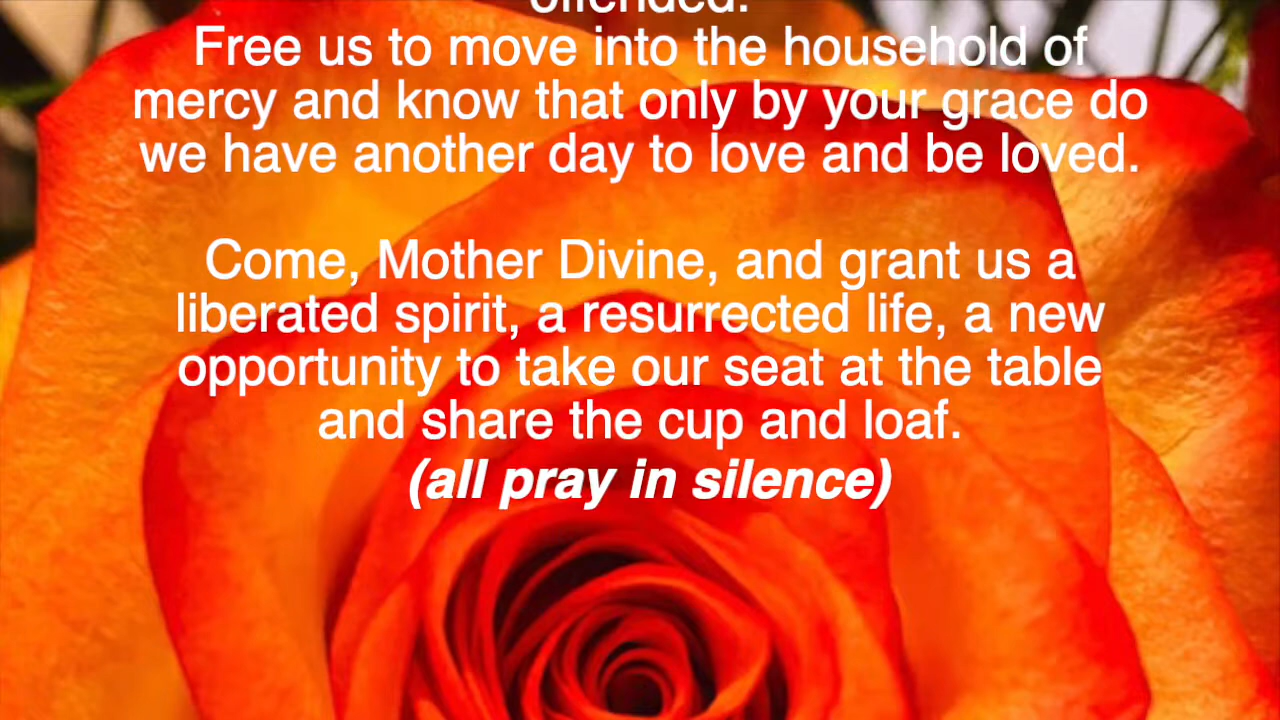 offended.
Free us to move into the household of
mercy and know that only by your grace do
we have another day to love and be loved.
Come, Mother Divine, and grant us a
liberated spirit, a resurrected life, a new
opportunity to take our seat at the table
and share the cup and loaf.
(all pray in silence)